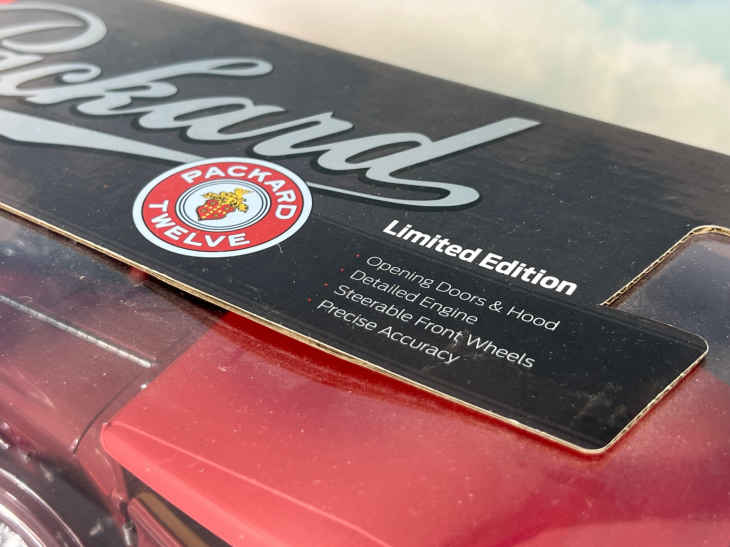 Packard
PACKARD
TWELVE
Limited Edition
Opening Doors & Hood
Detailed Engine
Steerable Front Wheels
Precise Accuracy